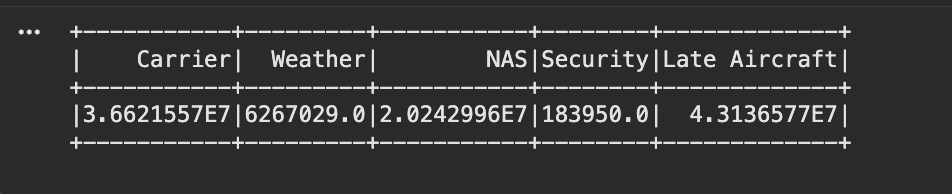 ...
+-----------+---------+-----------+--------+-------------+
|    Carrier|  Weather|        NAS|Security|Late Aircraft|
+-----------+---------+-----------+--------+-------------+
|3.6621557E7|6267029.0|2.0242996E7|183950.0|  4.3136577E7|
+-----------+---------+-----------+--------+-------------+